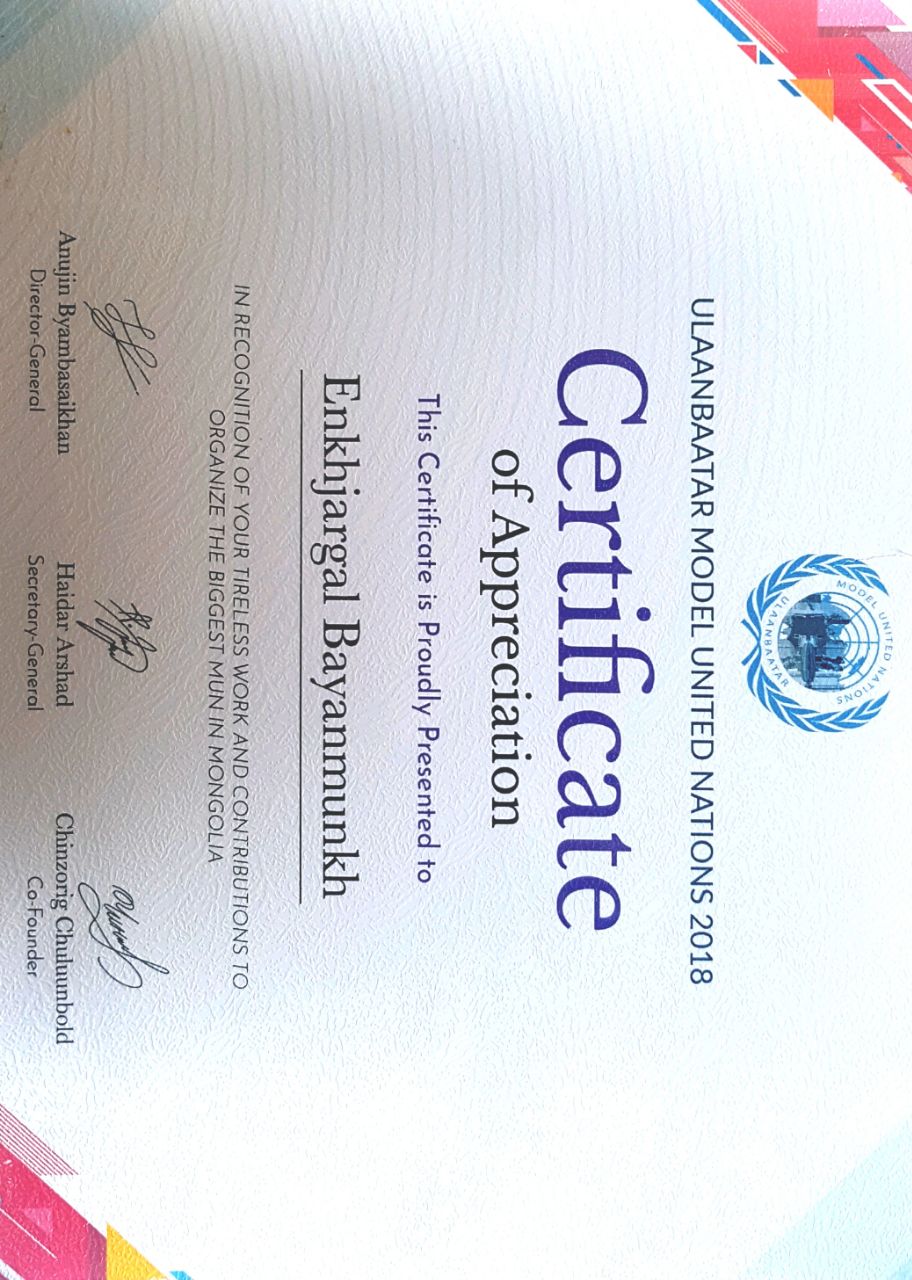 MODEL UNITED NATIONS
ULAANBAATAR
ULAANBAATAR MODEL UNITED NATIONS 2018
Certificate
of Appreciation
This Certificate is Proudly Presented to
Enkhjargal Bayanmunkh
IN RECOGNITION OF YOUR TIRELESS WORK AND CONTRIBUTIONS TO
ORGANIZE THE BIGGEST MUN IN MONGOLIA
Anujin Byambasaikhan
Director-General
Haidar Arshad
Secretary-General
Chinzorig Chuluunbold
Co-Founder